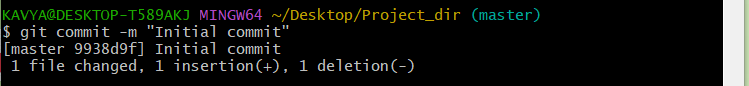 KAVYA@DESKTOP-T589AKJ MINGW64 ~/Desktop/Project_dir (master)
$ git commit -m "Initial commit"
[master 9938d9f] Initial commit
 1 file changed, 1 insertion(+), 1 deletion(-)